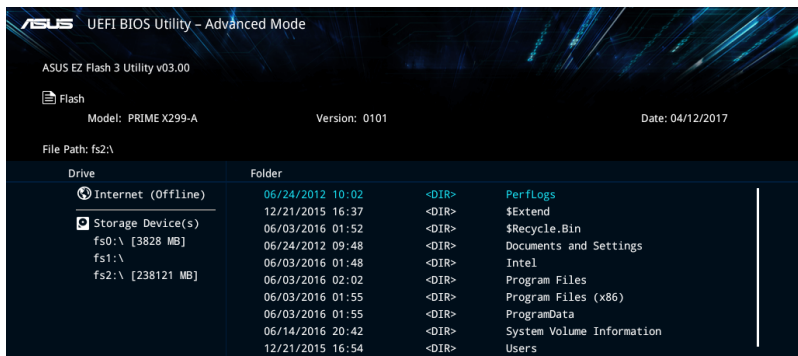 ASUS UEFI BIOS Utility – Advanced Mode
ASUS EZ Flash 3 Utility v03.00
Flash
Model: PRIME X299-A Version: 0101 Date: 04/12/2017
File Path: fs2:\
Drive Folder
Internet (Offline) 06/24/2012 10:02 <DIR> PerfLogs
12/21/2015 16:37 <DIR> $Extend
Storage Device(s) 06/03/2016 01:52 <DIR> $Recycle.Bin
fs0:\ [3828 MB] 06/24/2012 09:48 <DIR> Documents and Settings
fs1:\ 06/03/2016 01:48 <DIR> Intel
fs2:\ [238121 MB] 06/03/2016 02:02 <DIR> Program Files
06/03/2016 01:55 <DIR> Program Files (x86)
06/03/2016 01:55 <DIR> ProgramData
06/14/2016 20:42 <DIR> System Volume Information
12/21/2015 16:54 <DIR> Users